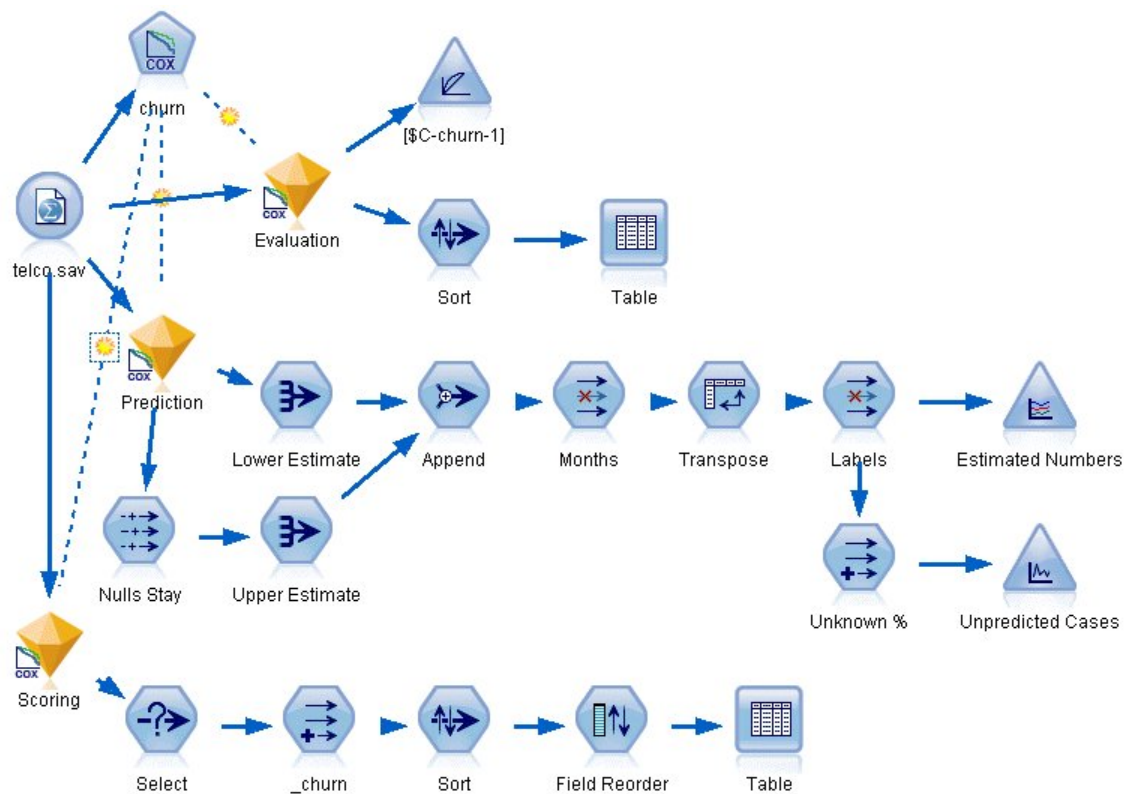 COX
churn
[$C-churn-1]
COX
Evaluation
telco.sav
Sort
Table
COX
Prediction
Lower Estimate
Append
Months
Transpose
Labels
Estimated Numbers
Nulls Stay
Upper Estimate
Unknown %
Unpredicted Cases
COX
Scoring
Select
_churn
Sort
Field Reorder
Table